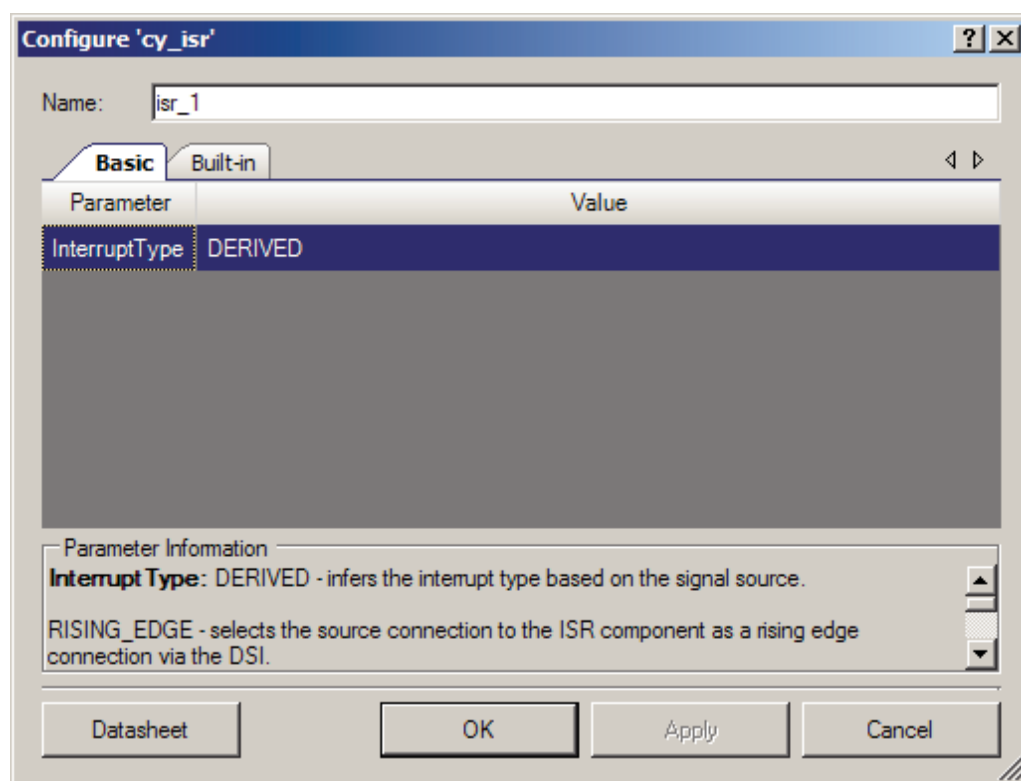 Configure 'cy_isr'
Name: isr_1
Basic Built-in
Parameter Value
InterruptType DERIVED
Parameter Information
Interrupt Type: DERIVED - infers the interrupt type based on the signal source.
RISING_EDGE - selects the source connection to the ISR component as a rising edge
connection via the DSI.
Datasheet OK Apply Cancel